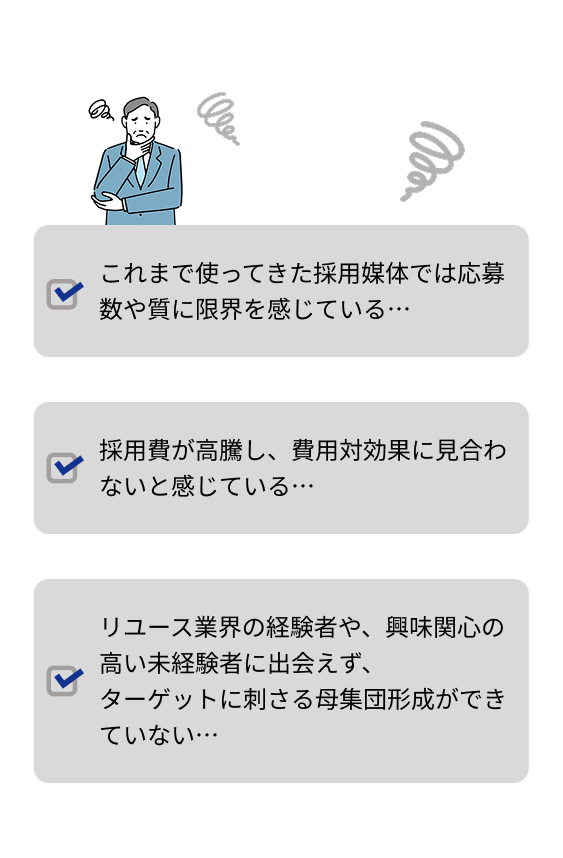 これまで使ってきた採用媒体では応募
数や質に限界を感じている…
採用費が高騰し、費用対効果に見合わ
ないと感じている…
リユース業界の経験者や、興味関心の
高い未経験者に出会えず、
ターゲットに刺さる母集団形成ができ
ていない…